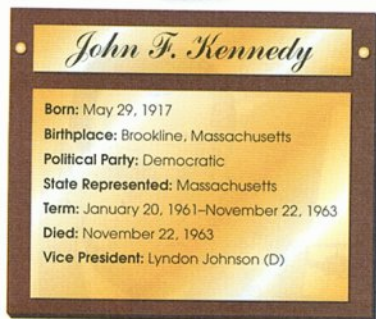 John F. Kennedy
Born: May 29, 1917
Birthplace: Brookline, Massachusetts
Political Party: Democratic
State Represented: Massachusetts
Term: January 20, 1961–November 22, 1963
Died: November 22, 1963
Vice President: Lyndon Johnson (D)